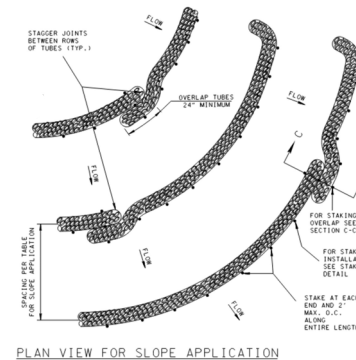 FLOW
STAGGER JOINTS
BETWEEN ROWS
OF TUBES (TYP.)
OVERLAP TUBES
24" MINIMUM
FLOW
C
FLOW
FOR STAKING
OVERLAP SEE
SECTION C-C
SPACING PER TABLE
FOR SLOPE APPLICATION
FLOW
FOR STAK
INSTALLA
SEE STAK
DETAIL
STAKE AT EAC
END AND 2'
MAX. O.C.
ALONG
ENTIRE LENGT
FLOW
PLAN VIEW FOR SLOPE APPLICATION